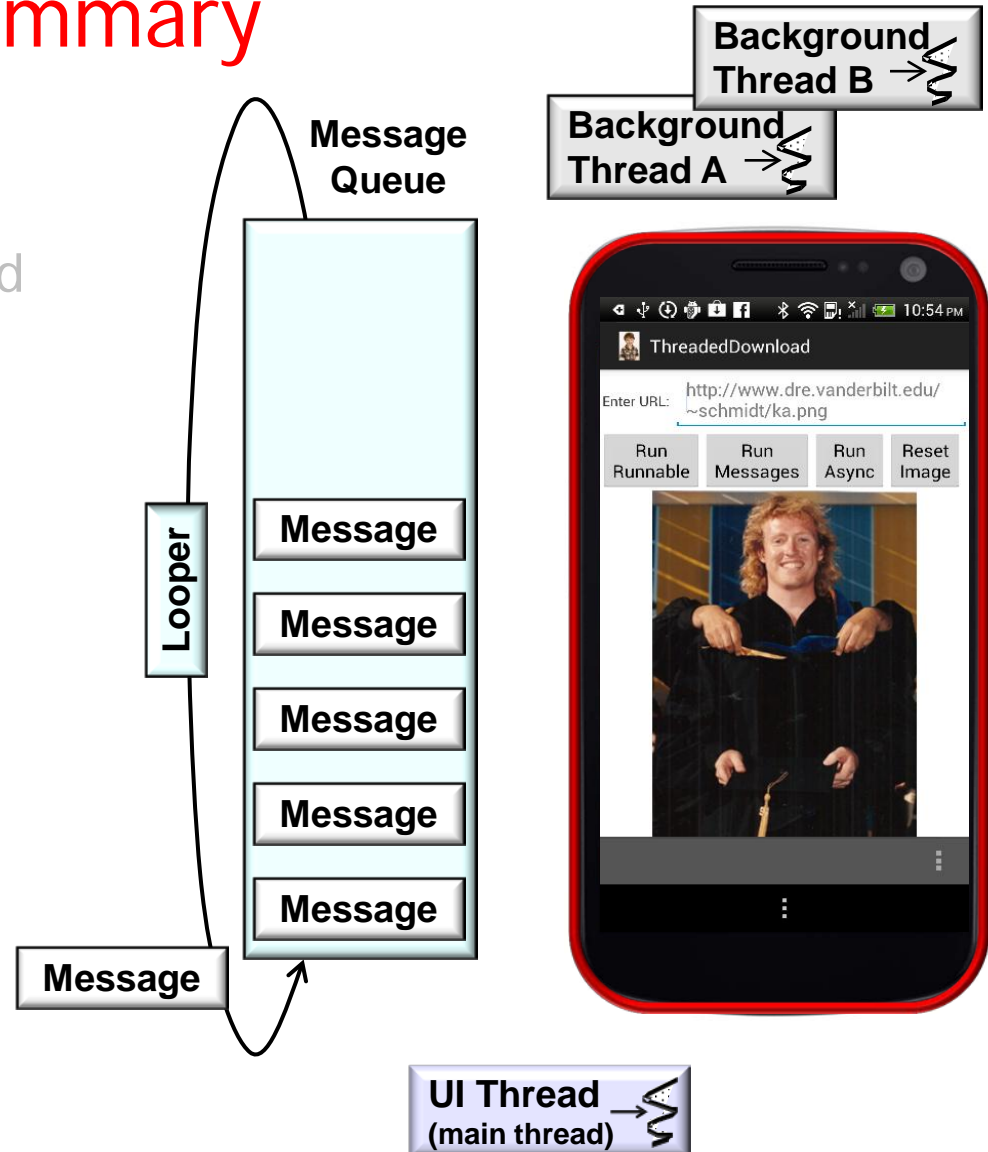 mmary
d
Background
Thread B
Background
Thread A
Message
Queue
Looper
Message
Message
Message
Message
Message
Message
UI Thread
(main thread)
10:54 PM
ThreadedDownload
Enter URL:
http://www.dre.vanderbilt.edu/
~schmidt/ka.png
Run
Runnable
Run
Messages
Run
Async
Reset
Image